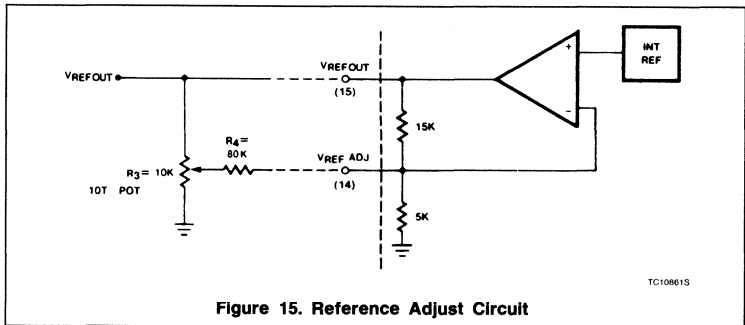 VREFOUT
VREFOUT
(15)
+
INT
REF
−
15K
R4=
80K
VREF ADJ
R3= 10K
10T POT
(14)
5K
TC10861S
Figure 15. Reference Adjust Circuit